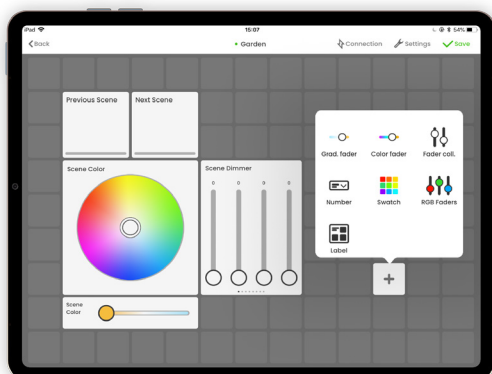 iPad
15:07
54%
Back
Garden
Connection
Settings
Save
Previous Scene
Next Scene
Grad. fader
Color fader
Fader coll.
Number
Swatch
RGB Faders
Label
Scene Color
Scene Dimmer
0 0 0 0
Scene
Color